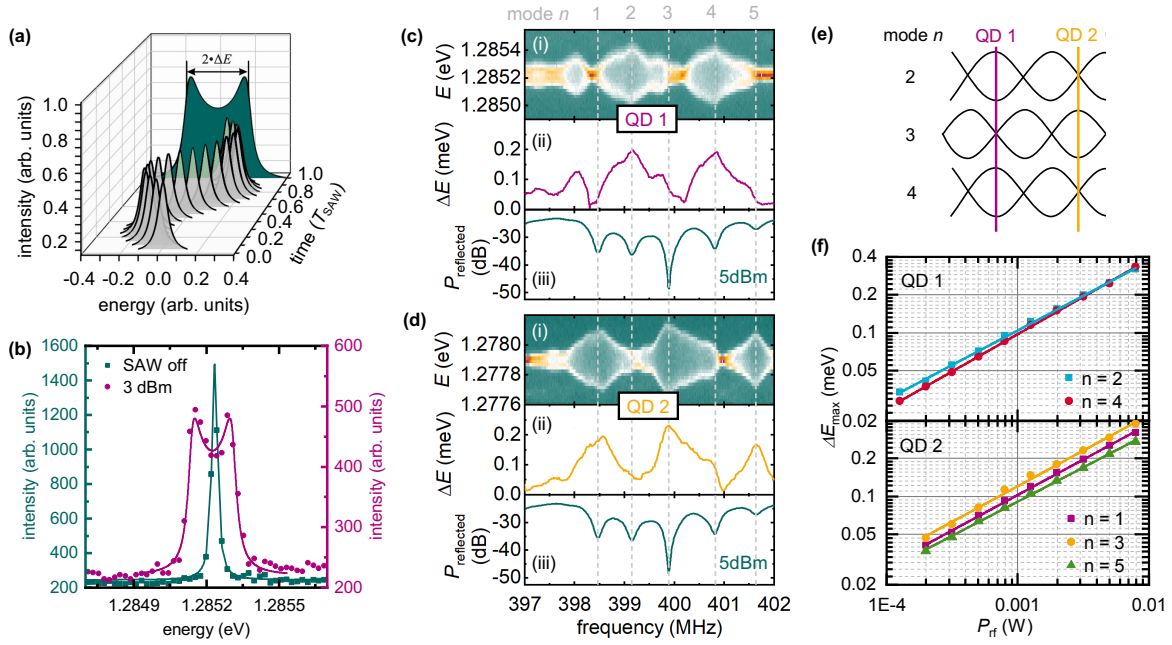 (a)
2•ΔE
intensity (arb. units)
1.0
0.8
0.6
0.4
0.2
-0.4
-0.2
0.0
0.2
0.4
energy (arb. units)
0.0
0.2
0.4
0.6
0.8
1.0
time (T_SAW)
(b)
SAW off
3 dBm
intensity (arb. units)
1600
1400
1200
1000
800
600
400
200
600
500
400
300
200
intensity (arb. units)
1.2849
1.2852
1.2855
energy (eV)
mode n 1 2 3 4 5
(c)
(i)
E (eV)
1.2854
1.2852
1.2850
QD 1
(ii)
ΔE (meV)
0.2
0.1
0.0
(iii)
P_reflected (dB)
-30
-40
-50
5dBm
(d)
(i)
E (eV)
1.2780
1.2778
1.2776
QD 2
(ii)
ΔE (meV)
0.2
0.1
0.0
(iii)
P_reflected (dB)
-30
-40
-50
5dBm
397 398 399 400 401 402
frequency (MHz)
(e)
mode n
QD 1
QD 2
2
3
4
(f)
QD 1
0.4
0.2
0.1
0.05
0.02
n = 2
n = 4
ΔE_max (meV)
QD 2
0.1
0.05
0.02
n = 1
n = 3
n = 5
1E-4 0.001 0.01
P_rf (W)